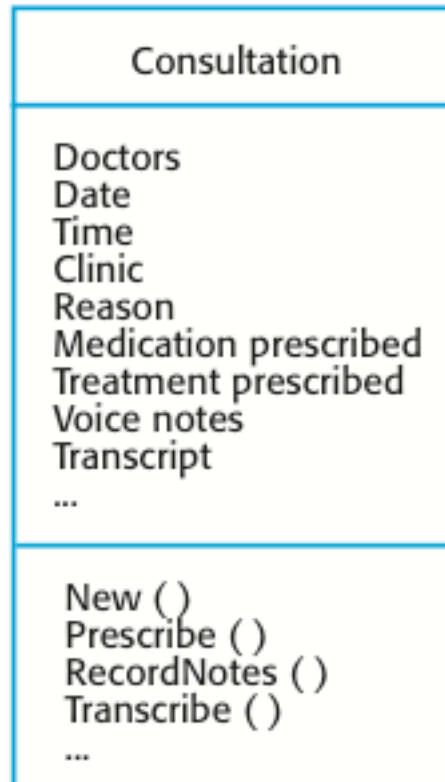 Consultation
Doctors
Date
Time
Clinic
Reason
Medication prescribed
Treatment prescribed
Voice notes
Transcript
...
New ( )
Prescribe ( )
RecordNotes ( )
Transcribe ( )
...